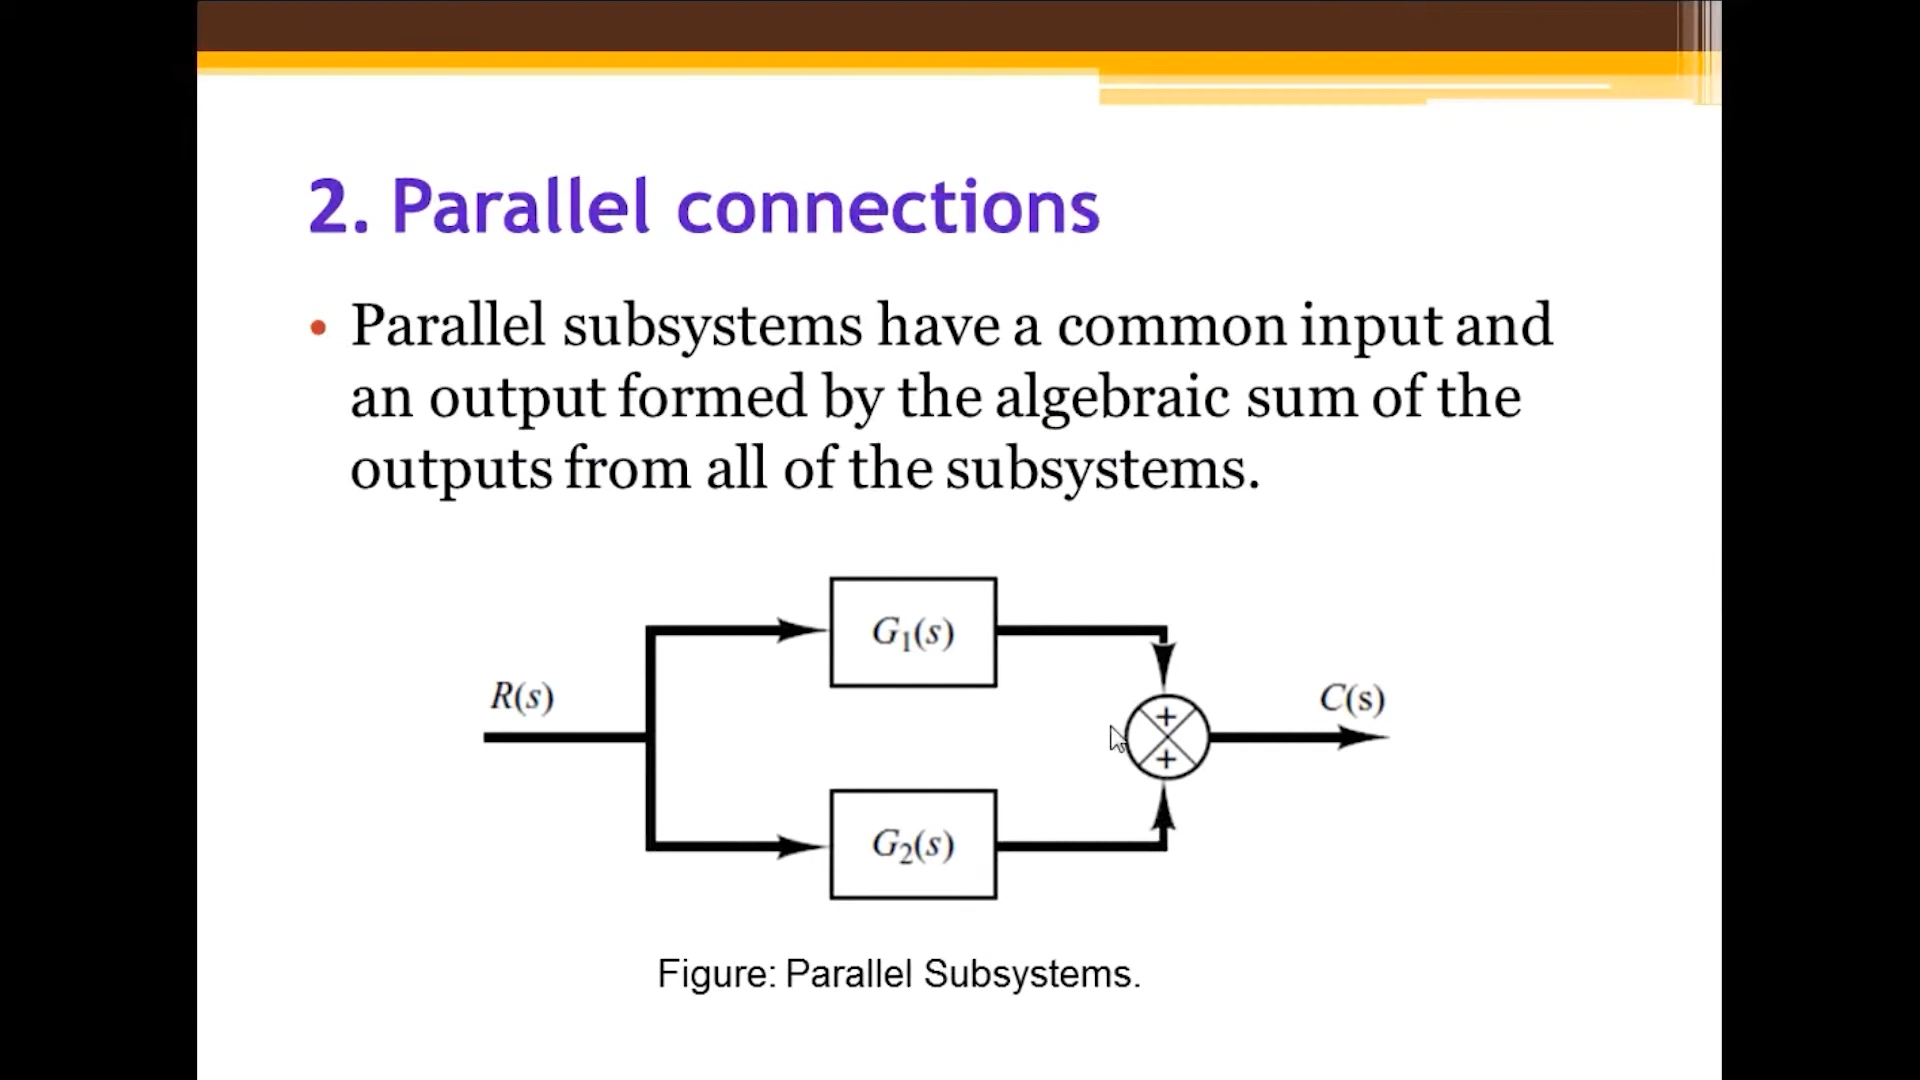 2. Parallel connections
• Parallel subsystems have a common input and
an output formed by the algebraic sum of the
outputs from all of the subsystems.
G₁(s)
R(s)
C(s)
+
+
G₂(s)
Figure: Parallel Subsystems.